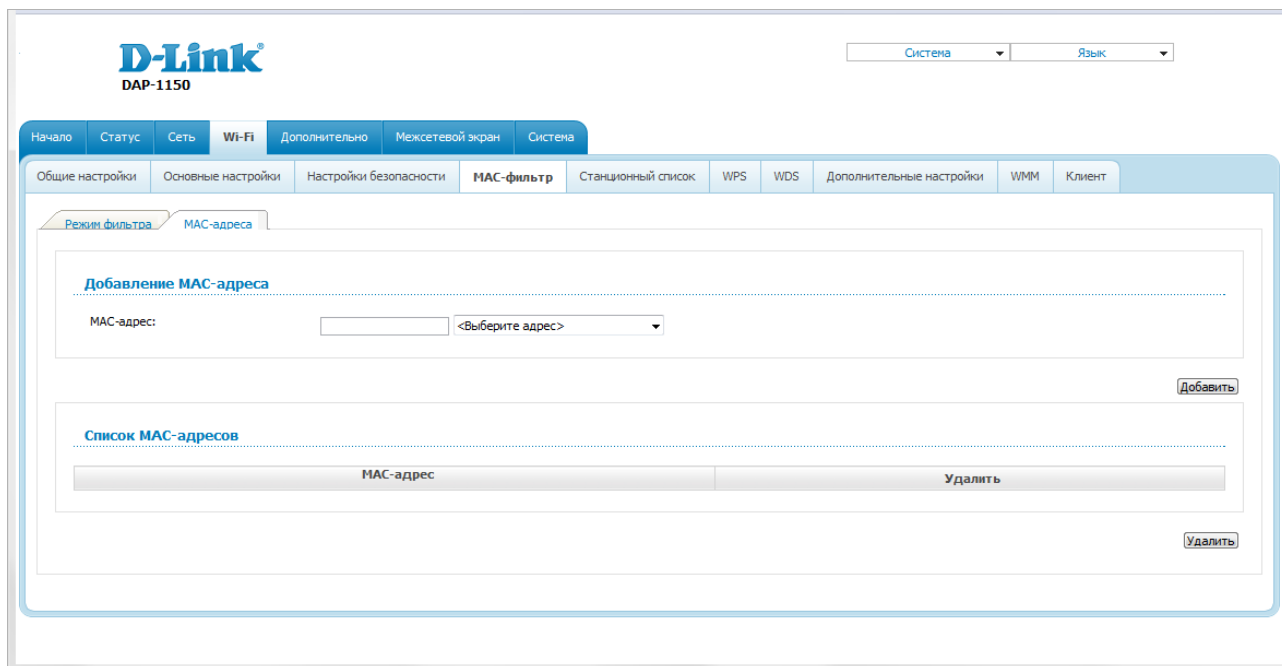 D-Link®
DAP-1150
Система Язык
Начало Статус Сеть Wi-Fi Дополнительно Межсетевой экран Система
Общие настройки Основные настройки Настройки безопасности MAC-фильтр Станционный список WPS WDS Дополнительные настройки WMM Клиент
Режим фильтра MAC-адреса
Добавление MAC-адреса
MAC-адрес: <Выберите адрес>
Добавить
Список MAC-адресов
MAC-адрес Удалить
Удалить